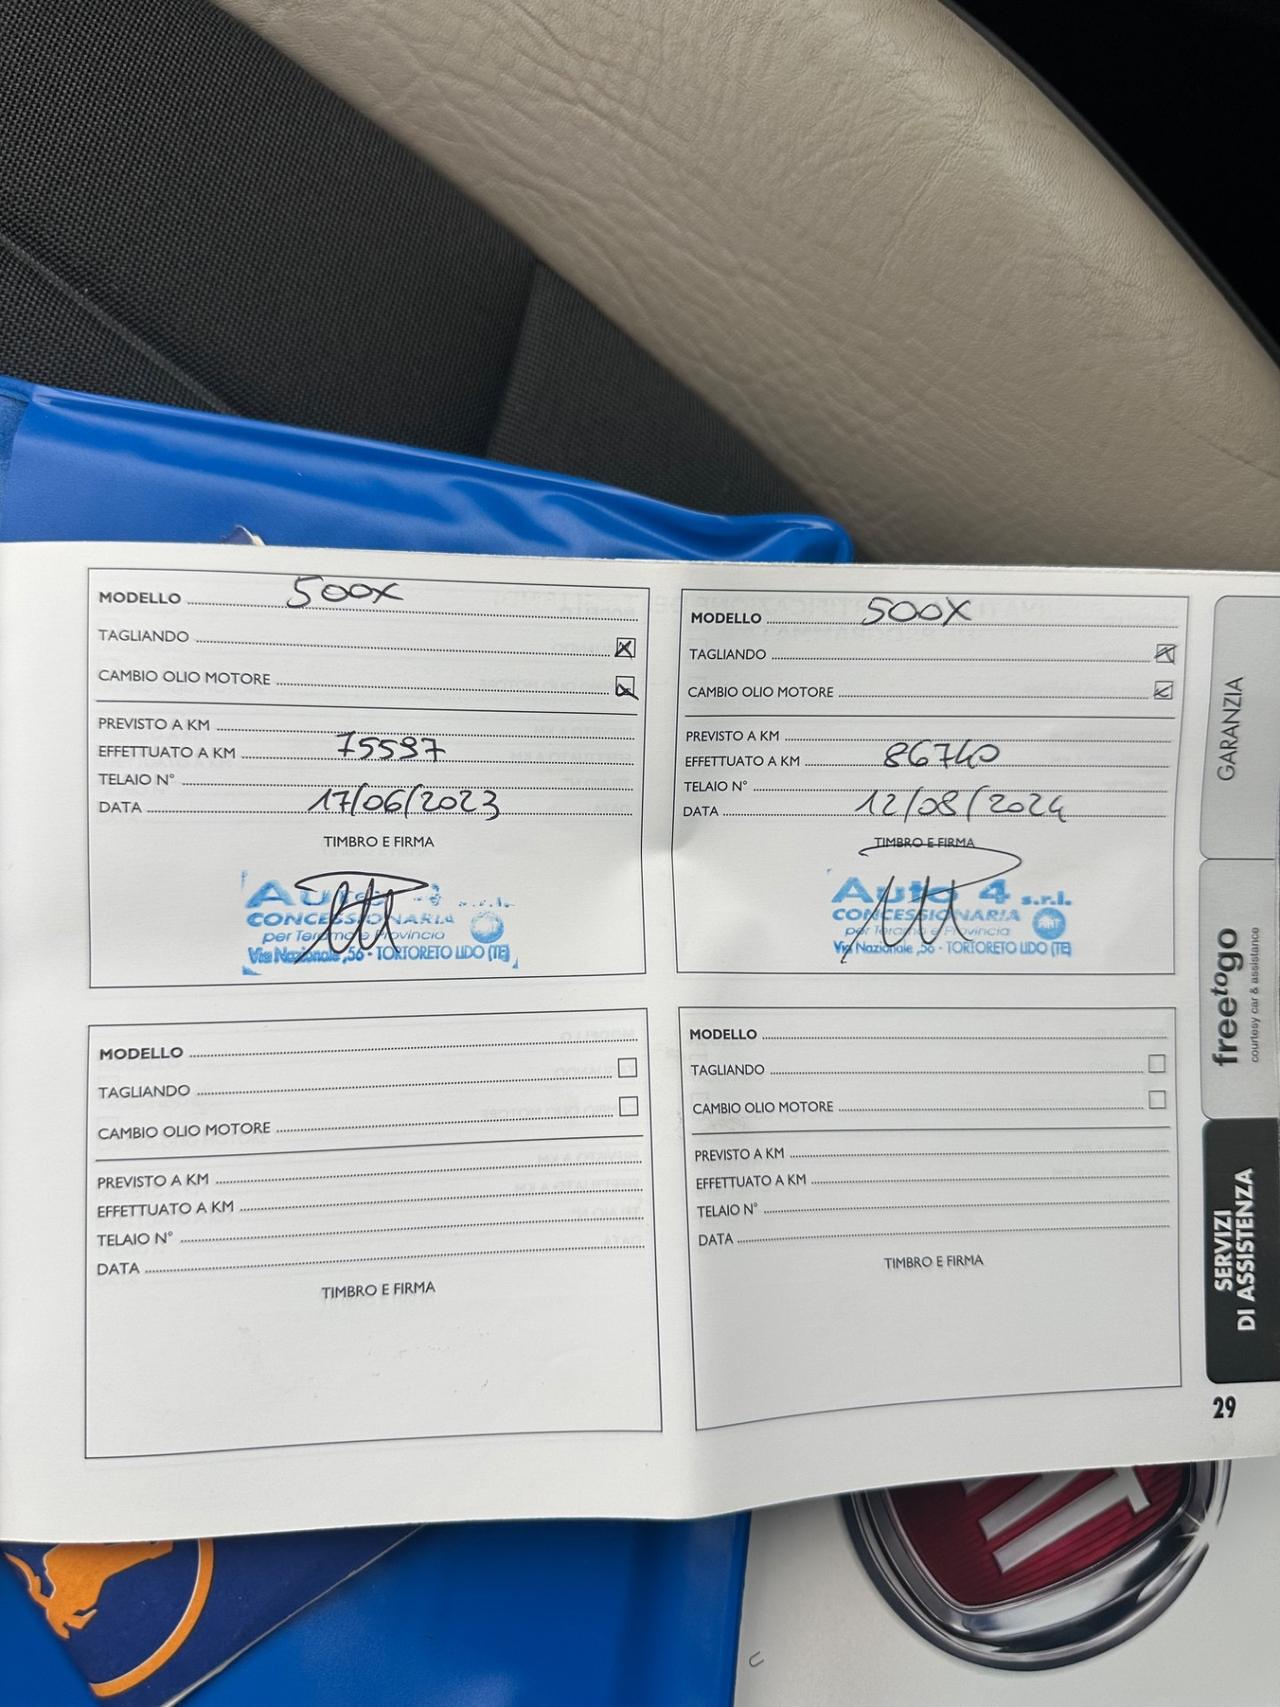 MODELLO 500X
TAGLIANDO
CAMBIO OLIO MOTORE
PREVISTO A KM
EFFETTUATO A KM 75597
TELAIO N°
DATA 17/06/2023
TIMBRO E FIRMA
CONCESSIONARIA
per Teramo e Provincia
Via Nazionale ,56 - TORTORETO LIDO (TE)
MODELLO 500X
TAGLIANDO
CAMBIO OLIO MOTORE
PREVISTO A KM
EFFETTUATO A KM 86740
TELAIO N°
DATA 12/08/2024
TIMBRO E FIRMA
Auto 4 s.r.l.
CONCESSIONARIA
per Teramo e Provincia
Via Nazionale ,56 - TORTORETO LIDO (TE)
MODELLO
TAGLIANDO
CAMBIO OLIO MOTORE
PREVISTO A KM
EFFETTUATO A KM
TELAIO N°
DATA
TIMBRO E FIRMA
MODELLO
TAGLIANDO
CAMBIO OLIO MOTORE
PREVISTO A KM
EFFETTUATO A KM
TELAIO N°
DATA
TIMBRO E FIRMA
GARANZIA
freetogo
courtesy car & assistance
SERVIZI
DI ASSISTENZA
29